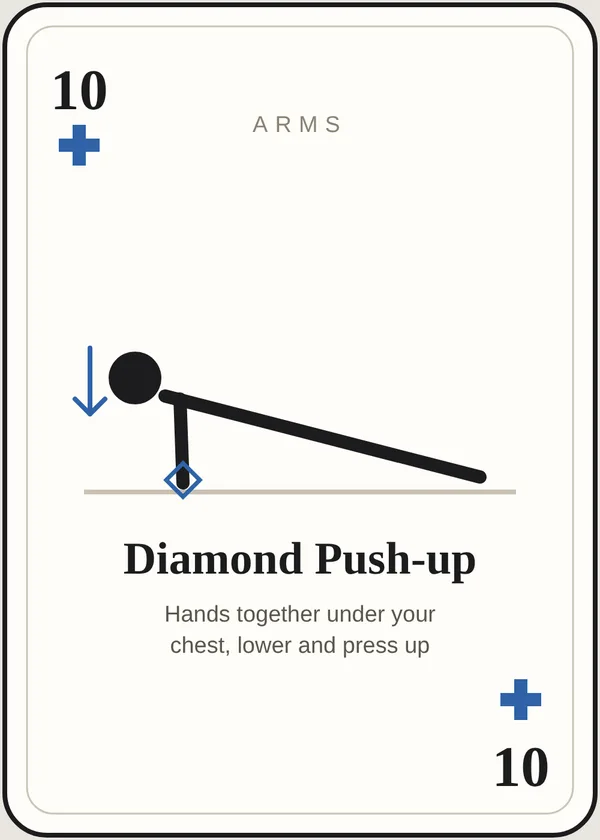 10
ARMS
Diamond Push-up
Hands together under your
chest, lower and press up
10